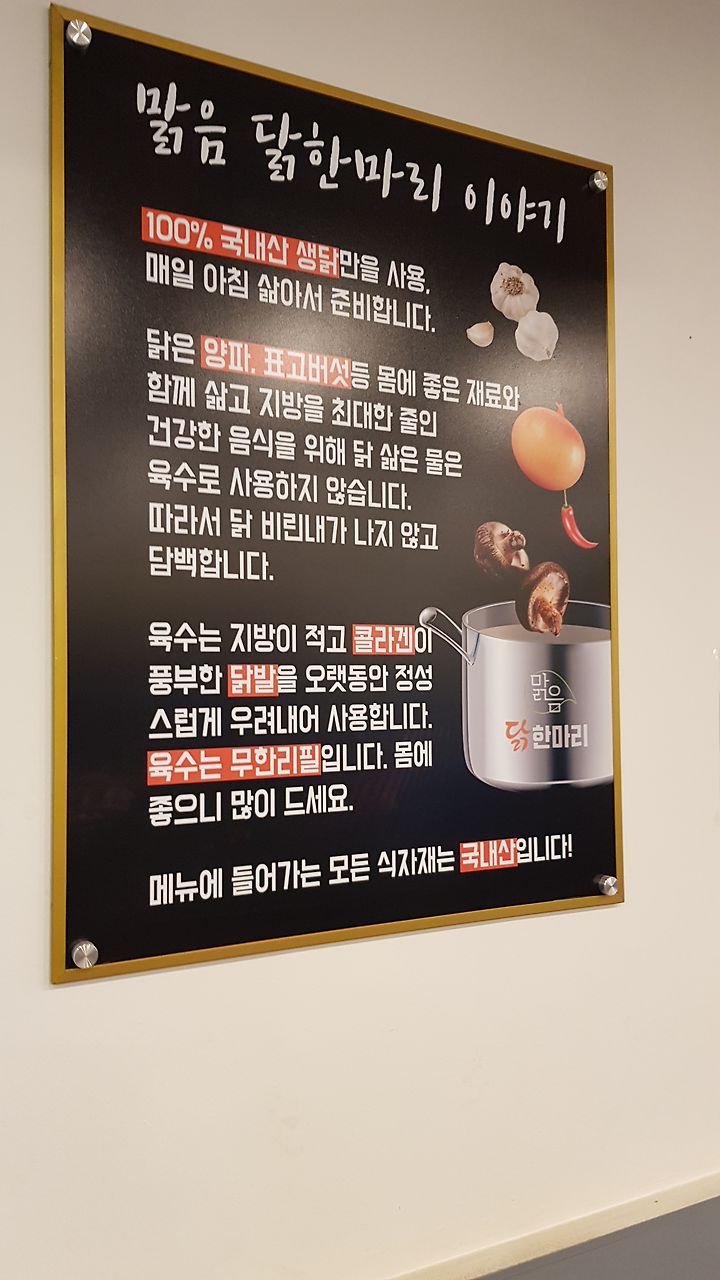 맑음 닭한마리 이야기
100% 국내산 생닭만을 사용,
매일 아침 삶아서 준비합니다.
닭은 양파, 표고버섯등 몸에 좋은 재료와
함께 삶고 지방을 최대한 줄인
건강한 음식을 위해 닭 삶은 물은
육수로 사용하지 않습니다.
따라서 닭 비린내가 나지 않고
담백합니다.
육수는 지방이 적고 콜라겐이
풍부한 닭발을 오랫동안 정성
스럽게 우려내어 사용합니다.
육수는 무한리필입니다. 몸에
좋으니 많이 드세요.
메뉴에 들어가는 모든 식자재는 국내산입니다!
맑음
닭한마리